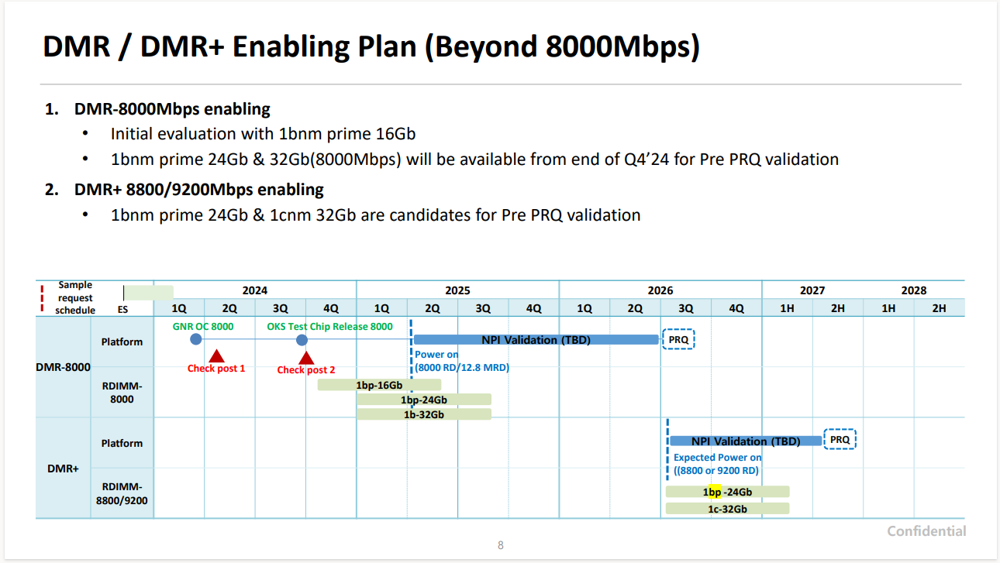 DMR / DMR+ Enabling Plan (Beyond 8000Mbps)
1. DMR-8000Mbps enabling
• Initial evaluation with 1bnm prime 16Gb
• 1bnm prime 24Gb & 32Gb(8000Mbps) will be available from end of Q4’24 for Pre PRQ validation
2. DMR+ 8800/9200Mbps enabling
• 1bnm prime 24Gb & 1cnm 32Gb are candidates for Pre PRQ validation
Sample
request
schedule
ES
2024 2025 2026 2027 2028
1Q 2Q 3Q 4Q 1Q 2Q 3Q 4Q 1Q 2Q 3Q 4Q 1H 2H 1H 2H
DMR-8000
Platform
GNR OC 8000
OKS Test Chip Release 8000
NPI Validation (TBD)
PRQ
Check post 1
Check post 2
Power on
(8000 RD/12.8 MRD)
RDIMM-
8000
1bp-16Gb
1bp-24Gb
1b-32Gb
DMR+
Platform
NPI Validation (TBD)
PRQ
Expected Power on
((8800 or 9200 RD)
RDIMM-
8800/9200
1bp -24Gb
1c-32Gb
Confidential
8